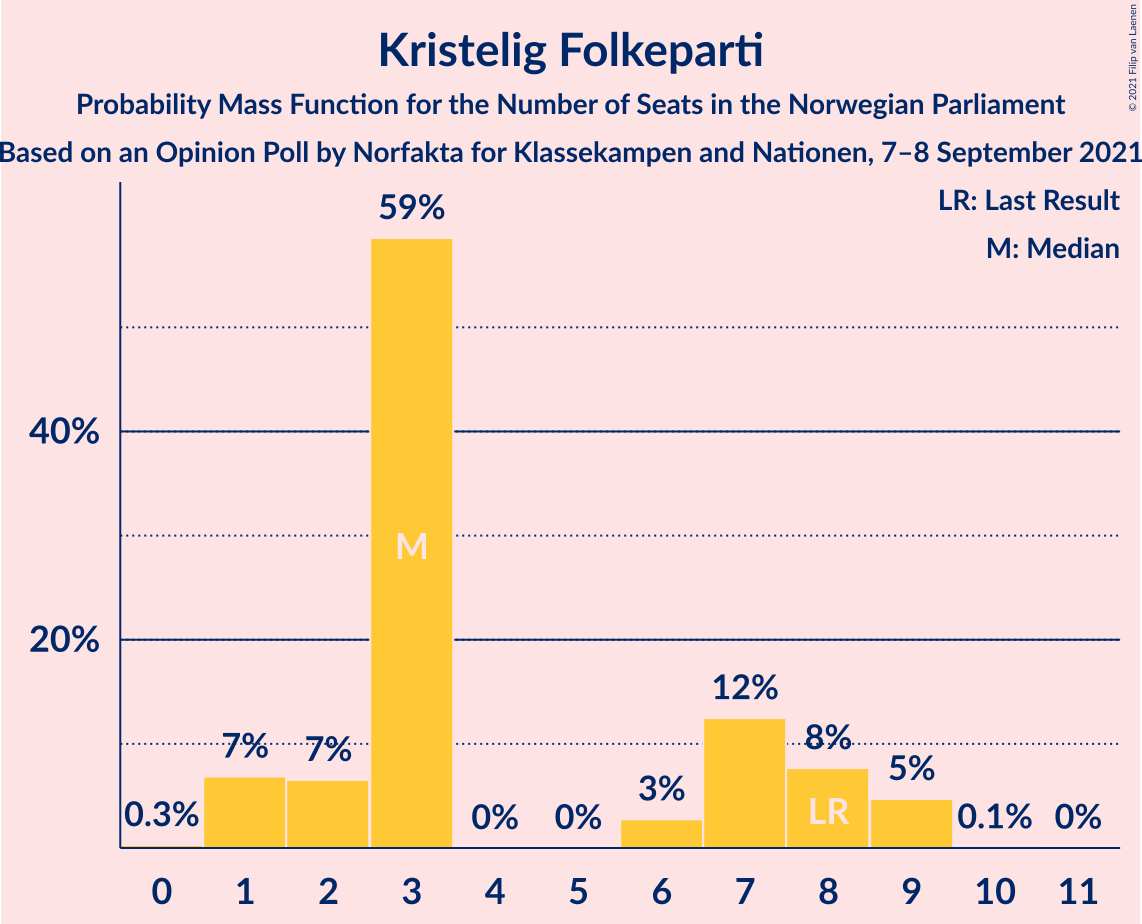 Kristelig Folkeparti
Probability Mass Function for the Number of Seats in the Norwegian Parliament
Based on an Opinion Poll by Norfakta for Klassekampen and Nationen, 7–8 September 2021
© 2021 Filip van Laenen
LR: Last Result
M: Median
59%
40%
M
20%
12%
7%
7%
8%
5%
3%
0.3%
LR
0%
0%
0.1%
0%
0 1 2 3 4 5 6 7 8 9 10 11